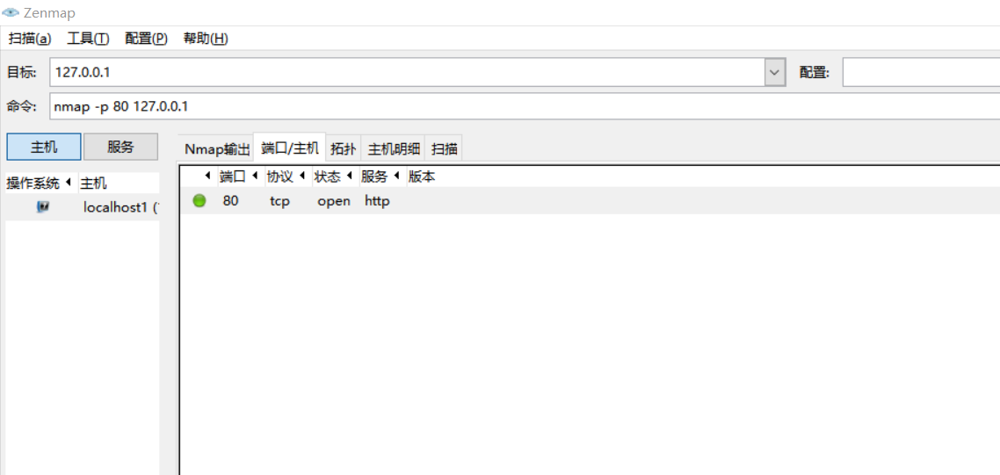 Zenmap
扫描(a) 工具(T) 配置(P) 帮助(H)
目标: 127.0.0.1 配置:
命令: nmap -p 80 127.0.0.1
主机 服务 Nmap输出 端口/主机 拓扑 主机明细 扫描
操作系统 主机 端口 协议 状态 服务 版本
localhost1 ( 80 tcp open http